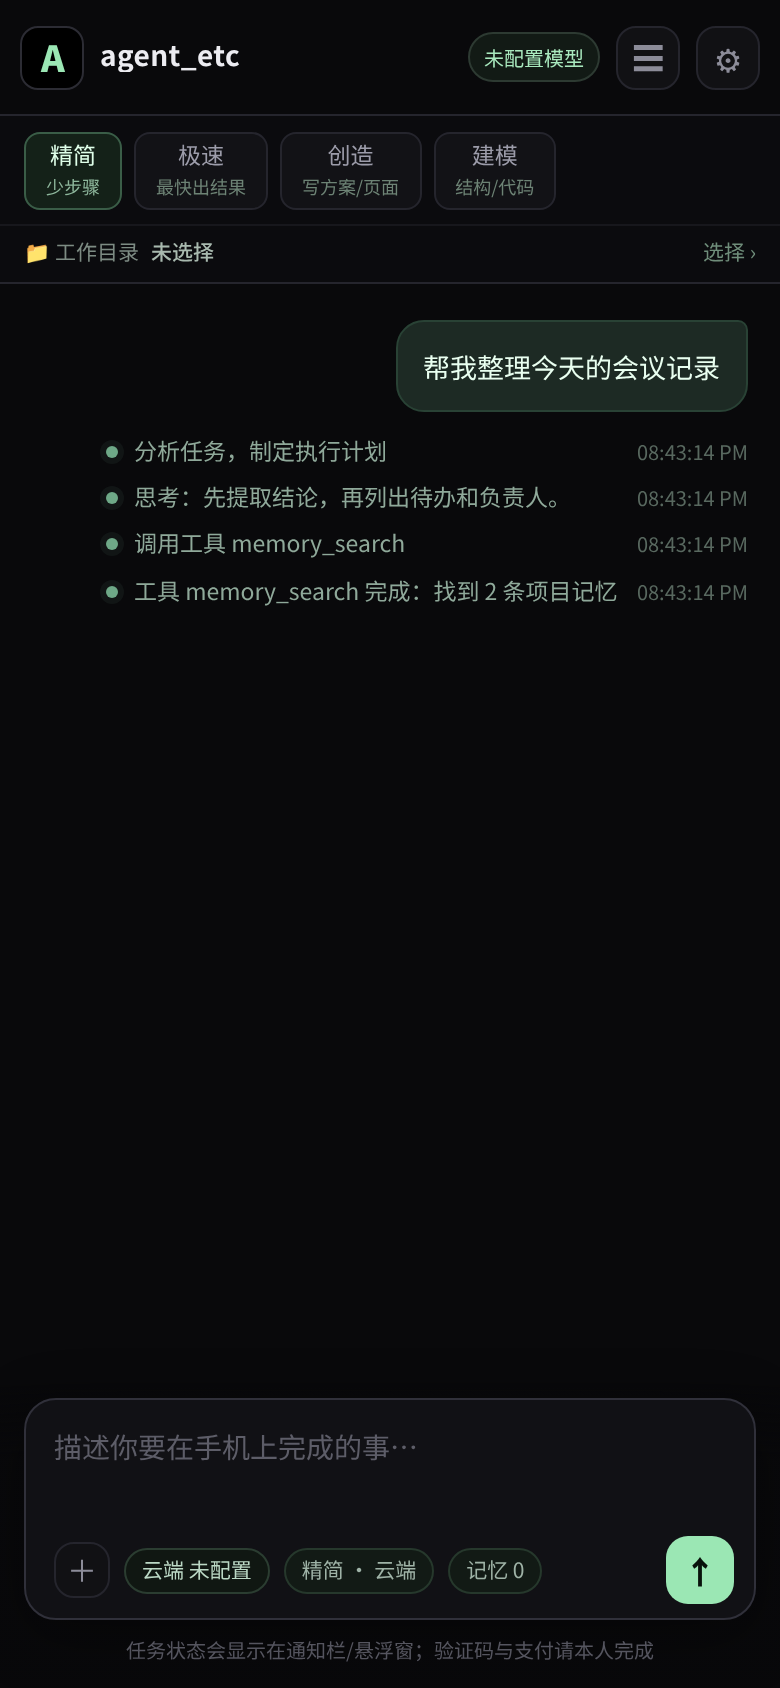 A agent_etc 未配置模型
精简 极速 创造 建模
少步骤 最快出结果 写方案/页面 结构/代码
工作目录 未选择 选择 ›
帮我整理今天的会议记录
分析任务，制定执行计划 08:43:14 PM
思考：先提取结论，再列出待办和负责人。 08:43:14 PM
调用工具 memory_search 08:43:14 PM
工具 memory_search 完成：找到 2 条项目记忆 08:43:14 PM
描述你要在手机上完成的事…
云端 未配置 精简 · 云端 记忆 0
任务状态会显示在通知栏/悬浮窗；验证码与支付请本人完成